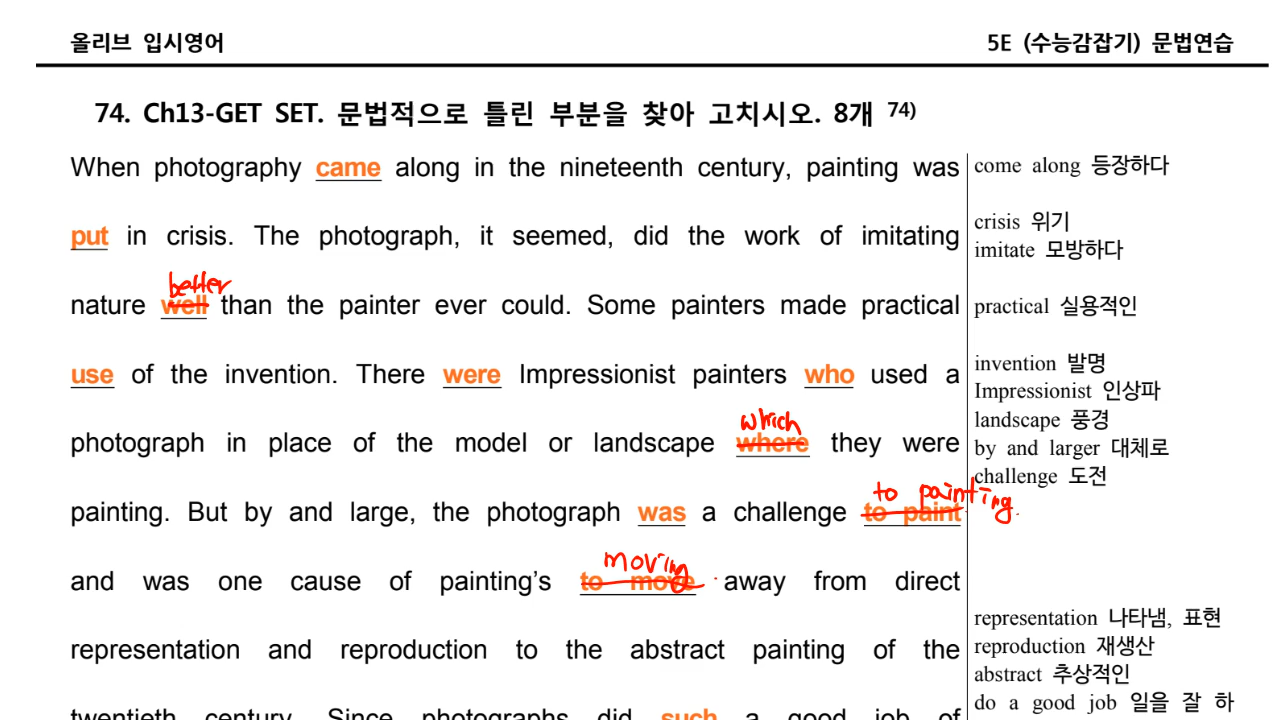 올리브 입시영어
5E (수능감잡기) 문법연습
74. Ch13-GET SET. 문법적으로 틀린 부분을 찾아 고치시오. 8개 74)
When photography came along in the nineteenth century, painting was
put in crisis. The photograph, it seemed, did the work of imitating
better
nature well than the painter ever could. Some painters made practical
use of the invention. There were Impressionist painters who used a
which
photograph in place of the model or landscape where they were
to painting.
painting. But by and large, the photograph was a challenge to paint
moving
and was one cause of painting's to move away from direct
representation and reproduction to the abstract painting of the
twentieth century. Since photographs did such a good job of
come along 등장하다
crisis 위기
imitate 모방하다
practical 실용적인
invention 발명
Impressionist 인상파
landscape 풍경
by and larger 대체로
challenge 도전
representation 나타냄, 표현
reproduction 재생산
abstract 추상적인
do a good job 일을 잘 하